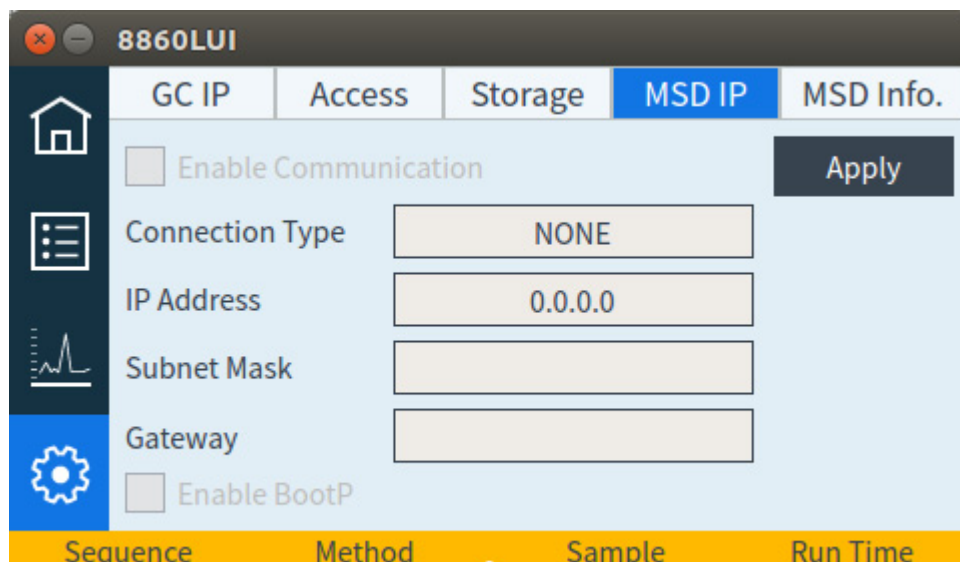 8860LUI
GC IP Access Storage MSD IP MSD Info.
Enable Communication Apply
Connection Type NONE
IP Address 0.0.0.0
Subnet Mask
Gateway
Enable BootP
Sequence Method Sample Run Time